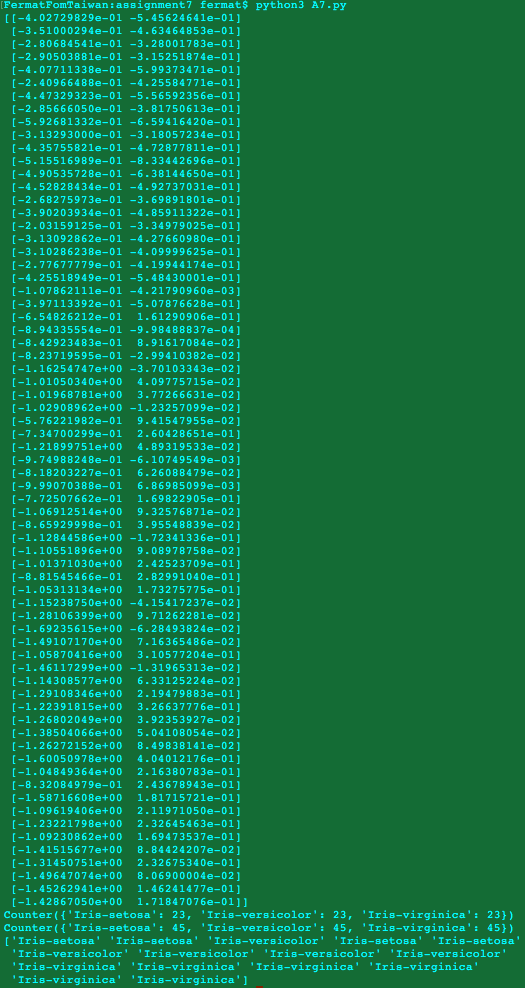 [FermatFomTaiwan:assignment7 fermat$ python3 A7.py
[[-4.02729829e-01 -5.45624641e-01]
[-3.51000294e-01 -4.63464853e-01]
[-2.80684541e-01 -3.28001783e-01]
[-2.90503881e-01 -3.15251874e-01]
[-4.07711338e-01 -5.99373471e-01]
[-2.40966488e-01 -4.25584771e-01]
[-4.47329323e-01 -5.56592356e-01]
[-2.85666050e-01 -3.81750613e-01]
[-5.92681332e-01 -6.59416420e-01]
[-3.13293000e-01 -3.18057234e-01]
[-4.35755821e-01 -4.72877811e-01]
[-5.15516989e-01 -8.33442696e-01]
[-4.90535728e-01 -6.38144650e-01]
[-4.52828434e-01 -4.92737031e-01]
[-2.68275973e-01 -3.69891801e-01]
[-3.90203934e-01 -4.85911322e-01]
[-2.03159125e-01 -3.34979025e-01]
[-3.13092862e-01 -4.27660980e-01]
[-3.10286238e-01 -4.09999625e-01]
[-2.77677779e-01 -4.19944174e-01]
[-4.25518949e-01 -5.48430001e-01]
[-1.07862111e-01 -4.21790960e-03]
[-3.97113392e-01 -5.07876628e-01]
[-6.54826212e-01 1.61290906e-01]
[-8.94335554e-01 -9.98488837e-04]
[-8.42923483e-01 8.91617084e-02]
[-8.23719595e-01 -2.99410382e-02]
[-1.16254747e+00 -3.70103343e-02]
[-1.01050340e+00 4.09775715e-02]
[-1.01968781e+00 3.77266631e-02]
[-1.02908962e+00 -1.23257099e-02]
[-5.76221982e-01 9.41547955e-02]
[-7.34700299e-01 2.60428651e-01]
[-1.21899751e+00 4.89319533e-02]
[-9.74988248e-01 -6.10749549e-03]
[-8.18203227e-01 6.26088479e-02]
[-9.99070388e-01 6.86985099e-03]
[-7.72507662e-01 1.69822905e-01]
[-1.06912514e+00 9.32576871e-02]
[-8.65929998e-01 3.95548839e-02]
[-1.12844586e+00 -1.72341336e-01]
[-1.10551896e+00 9.08978758e-02]
[-1.01371030e+00 2.42523709e-01]
[-8.81545466e-01 2.82991040e-01]
[-1.05313134e+00 1.73275775e-01]
[-1.15238750e+00 -4.15417237e-02]
[-1.28106399e+00 9.71262281e-02]
[-1.69235615e+00 -6.28493824e-02]
[-1.49107170e+00 7.16365486e-02]
[-1.05870416e+00 3.10577204e-01]
[-1.46117299e+00 -1.31965313e-02]
[-1.14308577e+00 6.33125224e-02]
[-1.29108346e+00 2.19479883e-01]
[-1.22391815e+00 3.26637776e-01]
[-1.26802049e+00 3.92353927e-02]
[-1.38504066e+00 5.04108054e-02]
[-1.26272152e+00 8.49838141e-02]
[-1.60050978e+00 4.04012176e-01]
[-1.04849364e+00 2.16380783e-01]
[-8.32084979e-01 2.43678943e-01]
[-1.58716608e+00 1.81715721e-01]
[-1.09619406e+00 2.11971050e-01]
[-1.23221798e+00 2.32645463e-01]
[-1.09230862e+00 1.69473537e-01]
[-1.41515677e+00 8.84424207e-02]
[-1.31450751e+00 2.32675340e-01]
[-1.49647074e+00 8.06900004e-02]
[-1.45262941e+00 1.46241477e-01]
[-1.42867050e+00 1.71847076e-01]]
Counter({'Iris-setosa': 23, 'Iris-versicolor': 23, 'Iris-virginica': 23})
Counter({'Iris-setosa': 45, 'Iris-versicolor': 45, 'Iris-virginica': 45})
['Iris-setosa' 'Iris-setosa' 'Iris-versicolor' 'Iris-setosa' 'Iris-setosa'
'Iris-versicolor' 'Iris-versicolor' 'Iris-versicolor' 'Iris-versicolor'
'Iris-virginica' 'Iris-virginica' 'Iris-virginica' 'Iris-virginica'
'Iris-virginica' 'Iris-virginica']